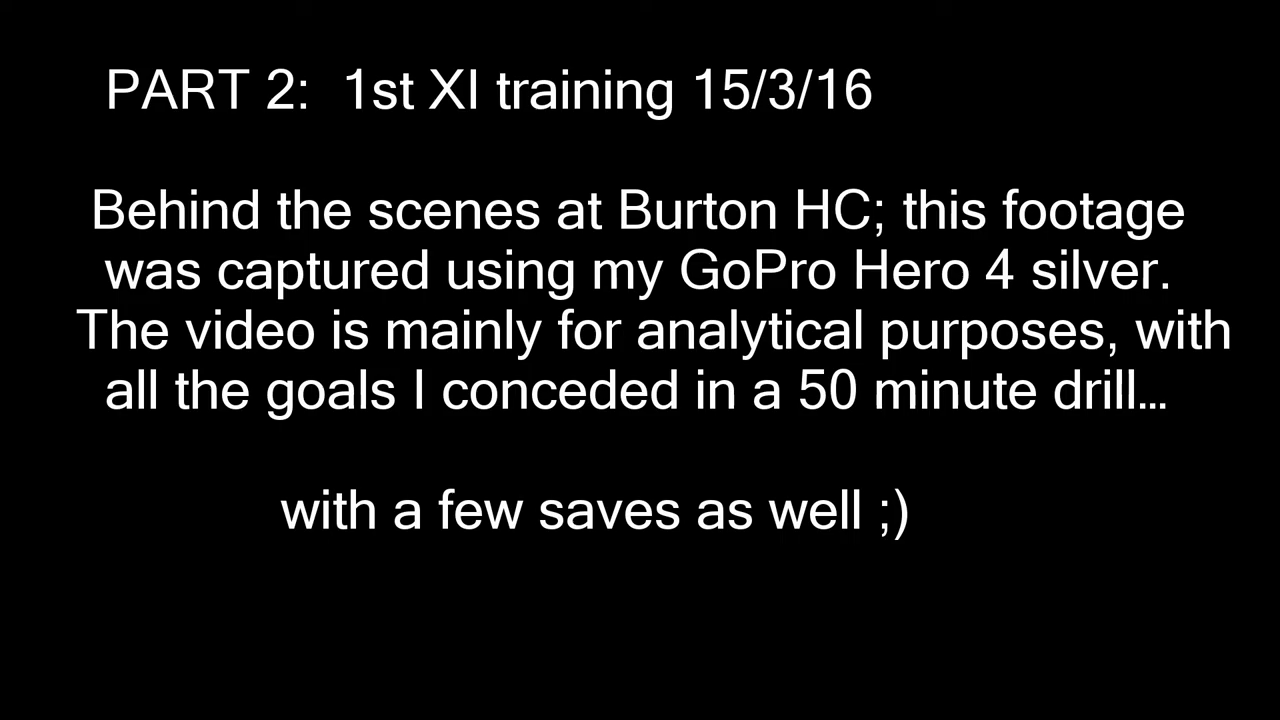 PART 2: 1st XI training 15/3/16
Behind the scenes at Burton HC; this footage
was captured using my GoPro Hero 4 silver.
The video is mainly for analytical purposes, with
all the goals I conceded in a 50 minute drill...
with a few saves as well ;)